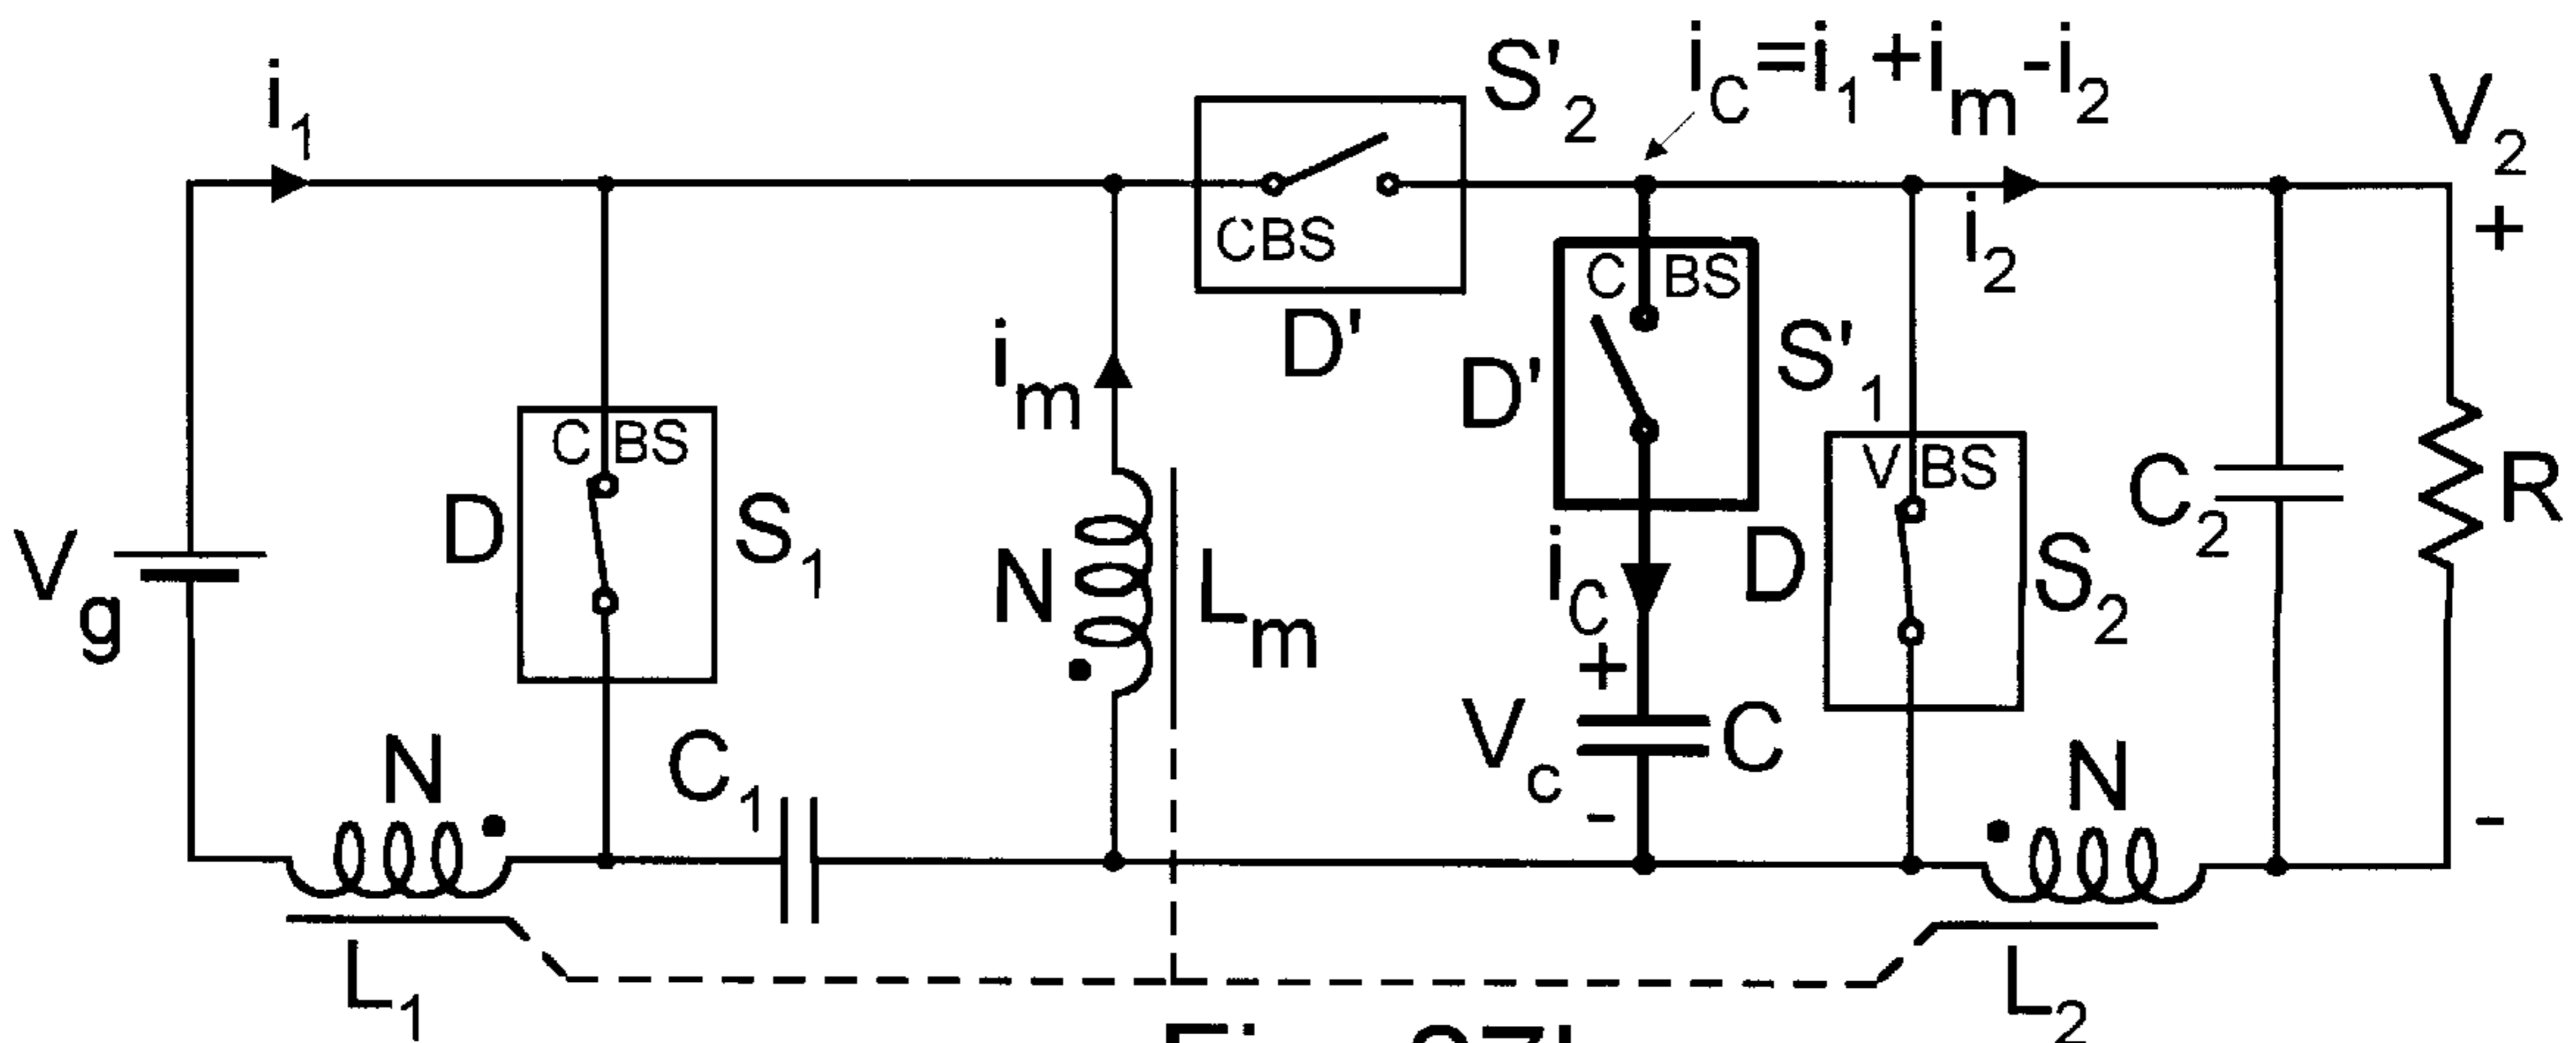 i1
S'2
iC=i1+im-i2
V2
+
CBS
D'
i2
C BS
D'
S'1
im
C BS
D
S1
V BS
D
S2
C2
R
Vg
N
Lm
iC
+
Vc
C
-
N
C1
N
-
L1
L2